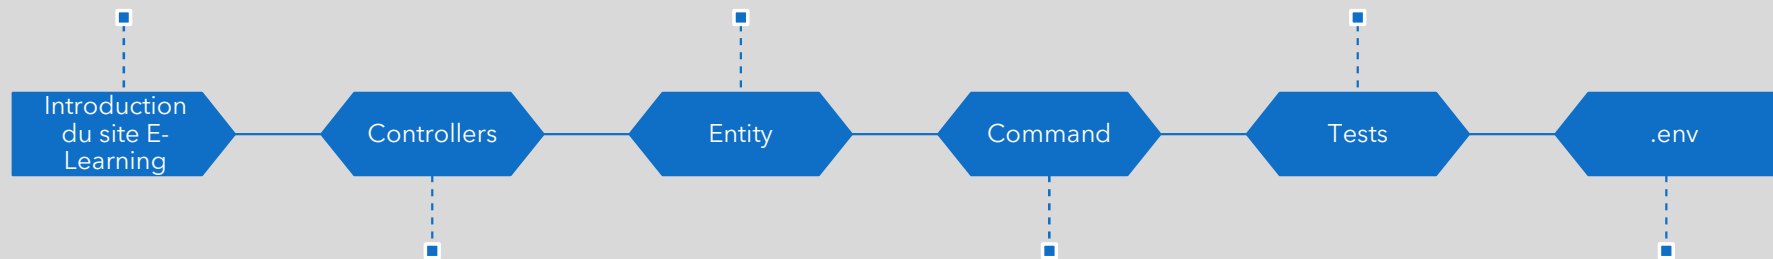 Introduction
du site E-
Learning
Controllers
Entity
Command
Tests
.env